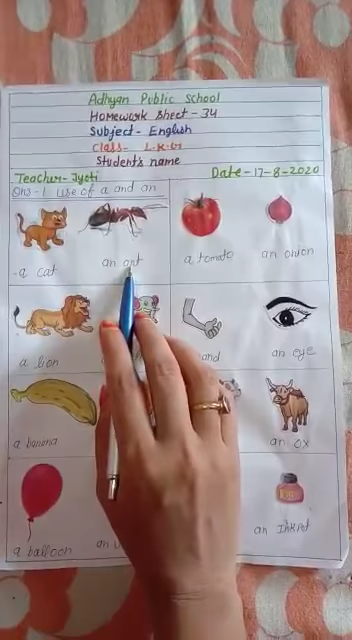 Adhyan Public School
Homework Sheet - 34
Subject - English
Class - L.K.G
Student's name
Teacher - Jyoti
Date - 17-8-2020
Qns-1 use of a and an
a cat
an ant
a tomato
an onion
a lion
an eye
a banana
an ox
a balloon
an
an Inkpot